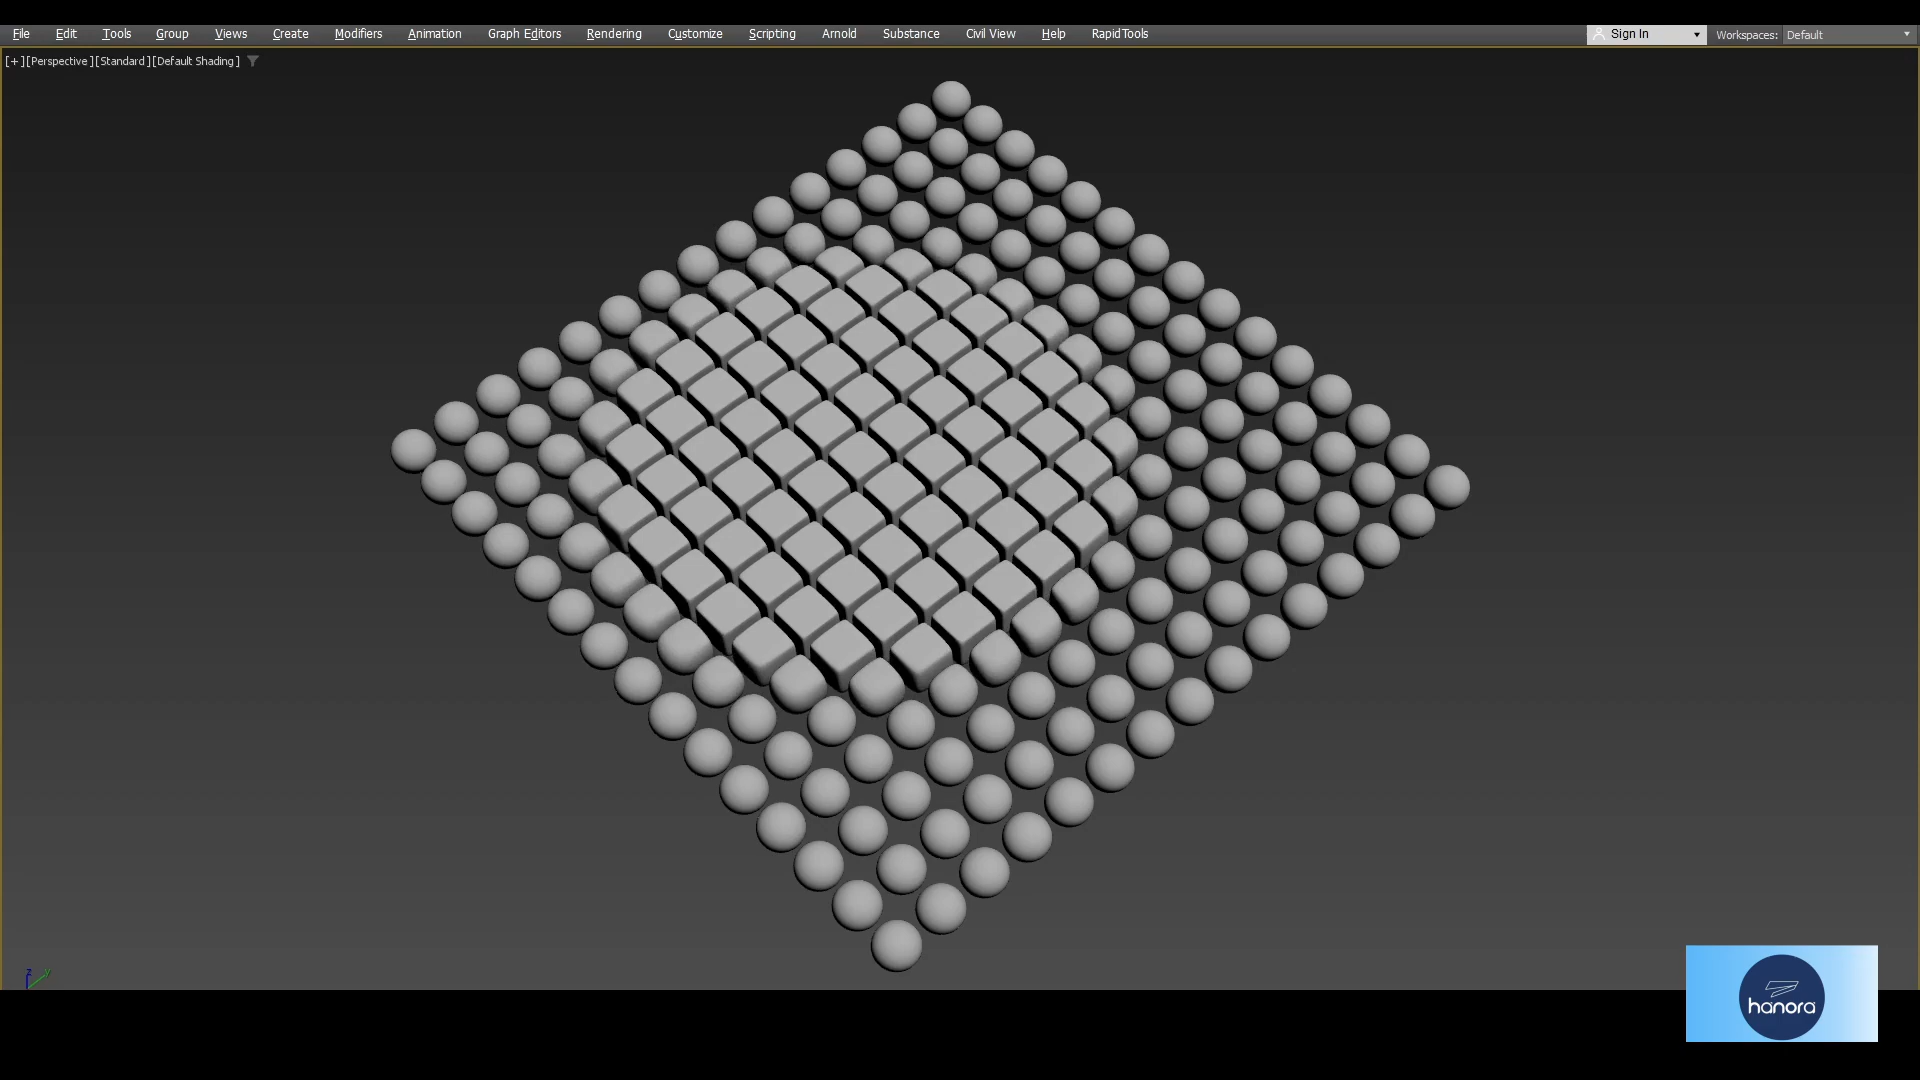 File Edit Tools Group Views Create Modifiers Animation Graph Editors Rendering Customize Scripting Arnold Substance Civil View Help RapidTools Sign In Workspaces: Default
[+][Perspective][Standard][Default Shading]
z y
hanora